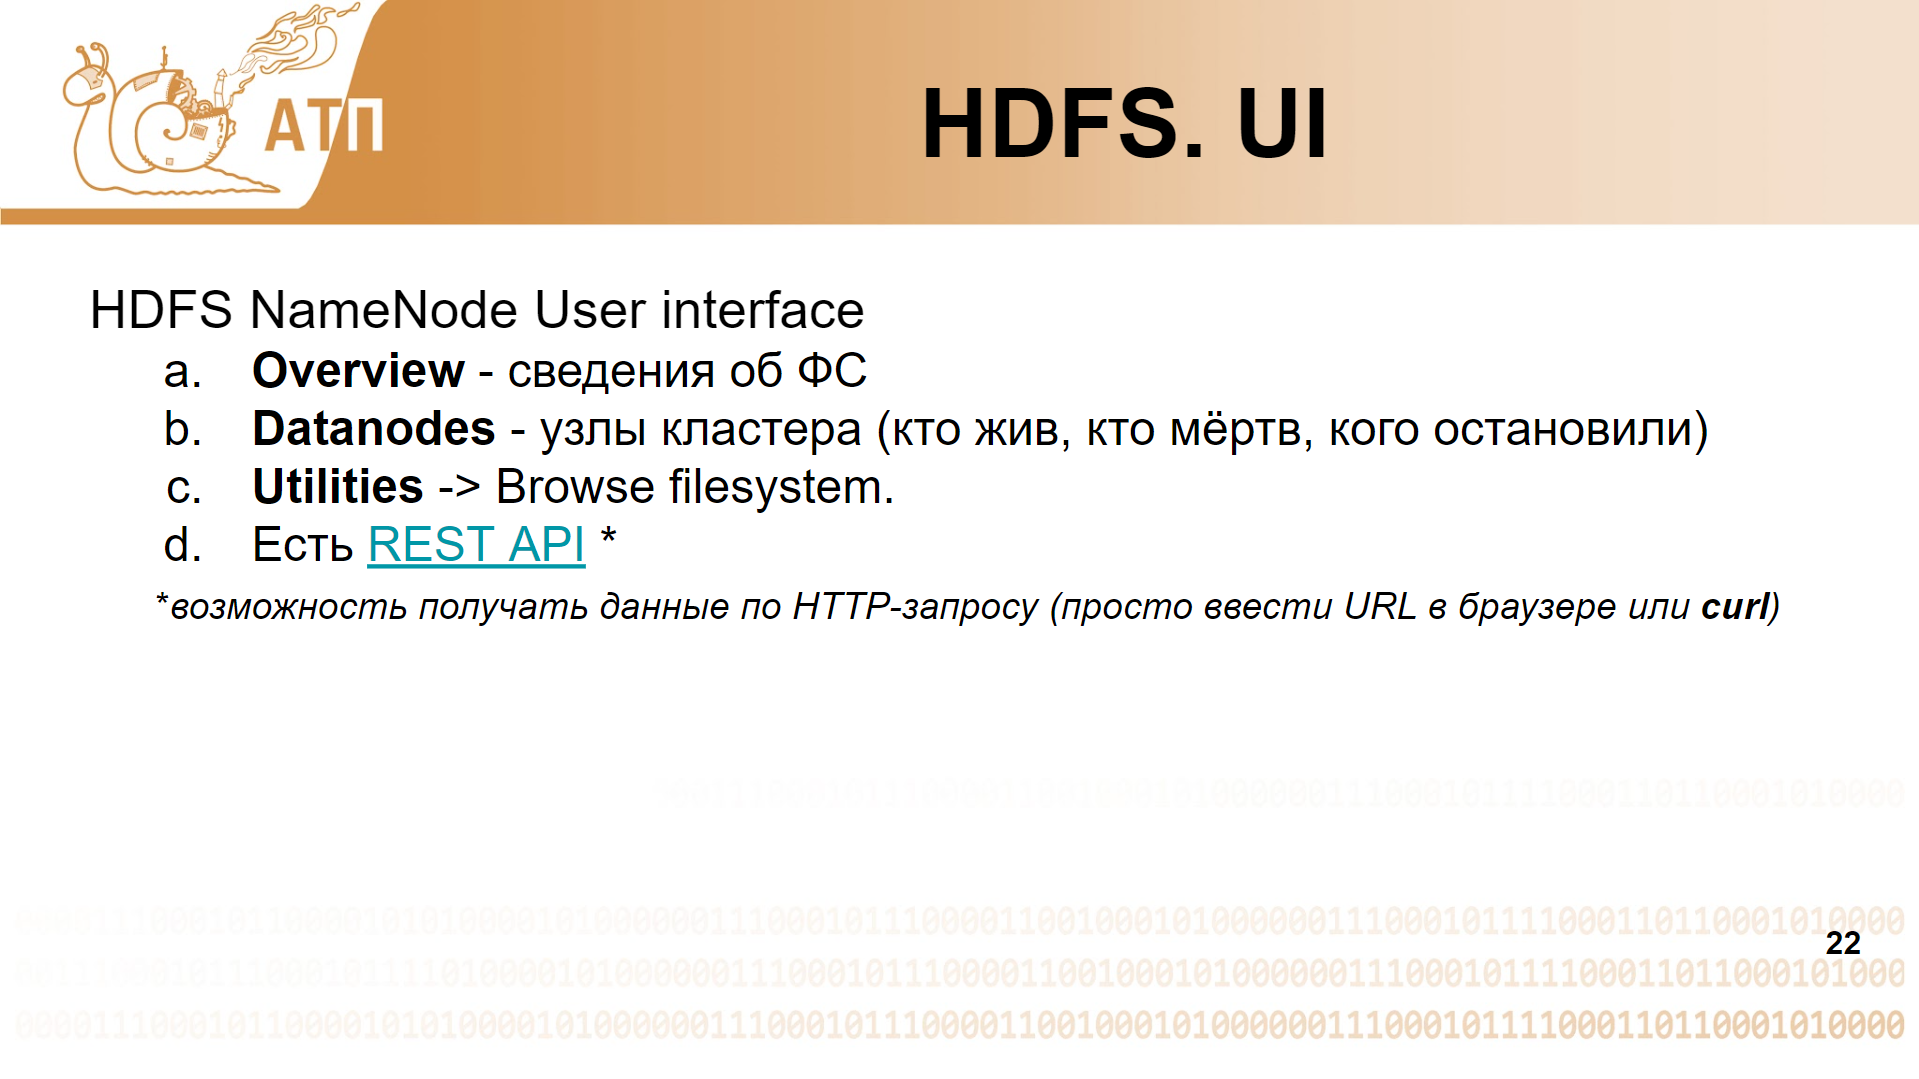 АТП
HDFS. UI
HDFS NameNode User interface
a. Overview - сведения об ФС
b. Datanodes - узлы кластера (кто жив, кто мёртв, кого остановили)
c. Utilities -> Browse filesystem.
d. Есть REST API *
*возможность получать данные по HTTP-запросу (просто ввести URL в браузере или curl)
22